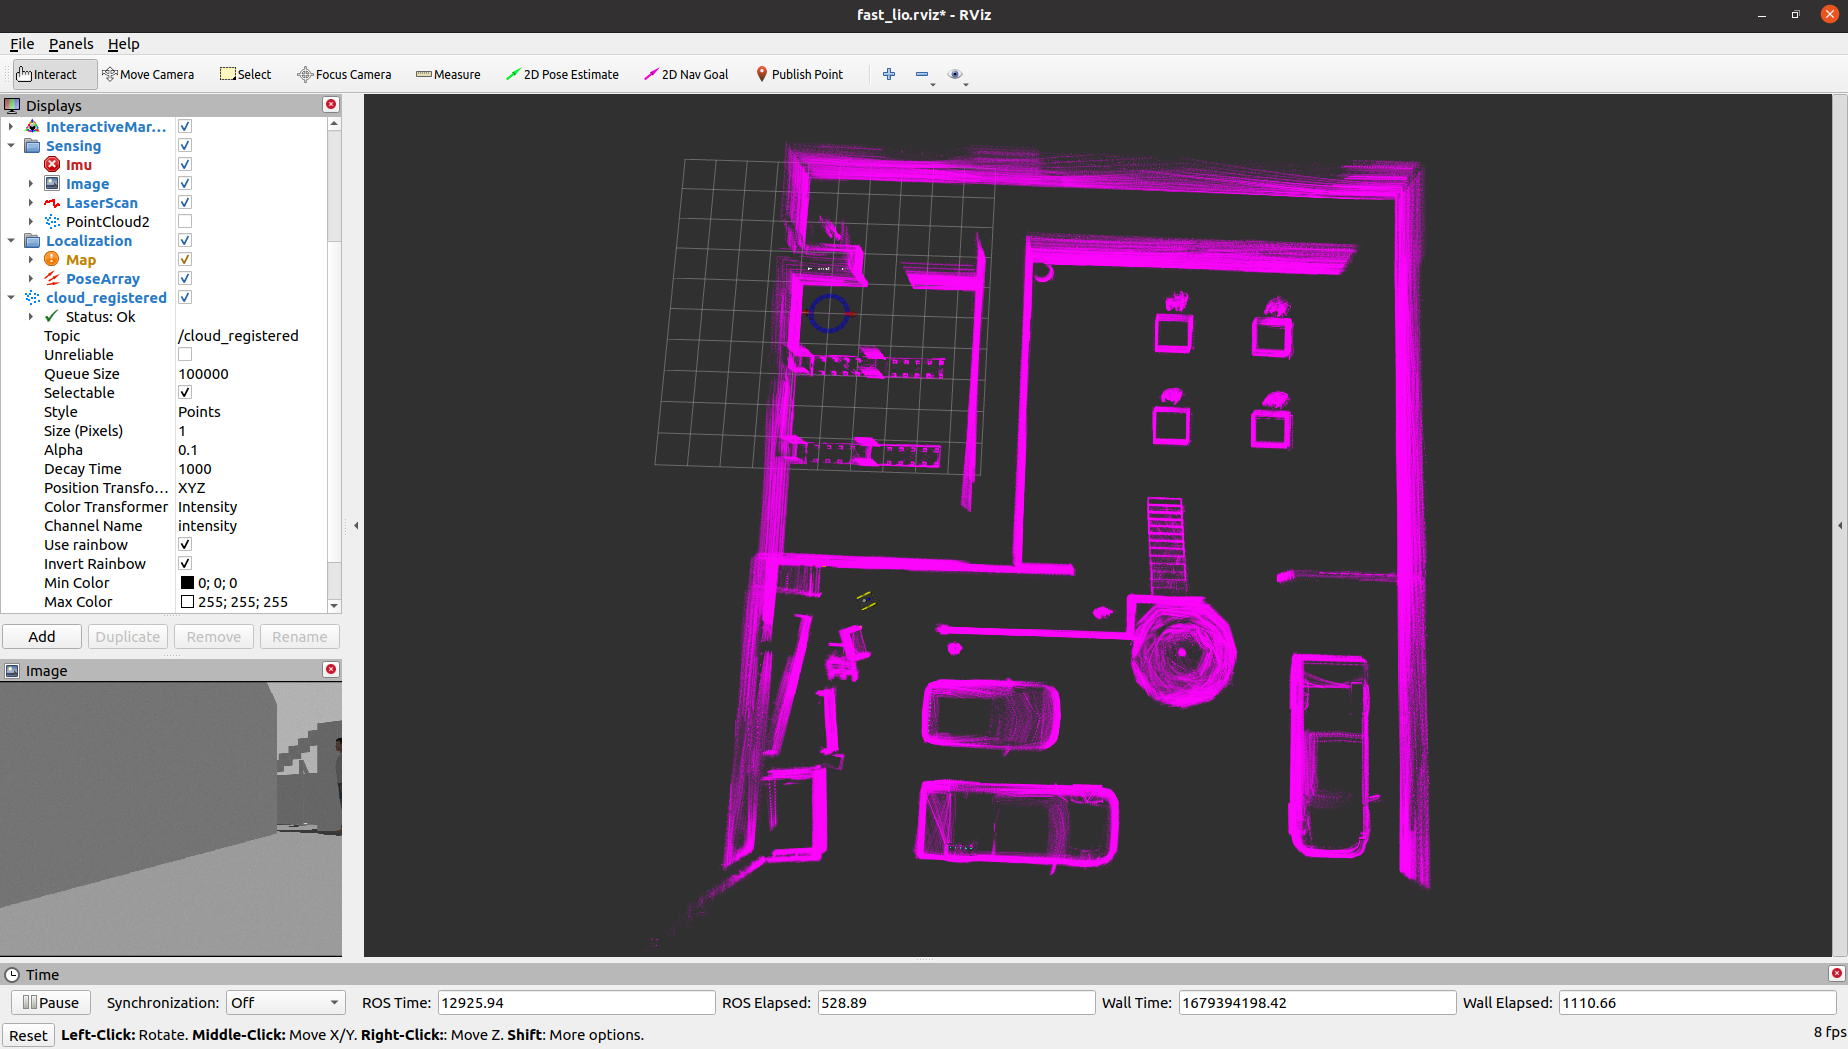 fast_lio.rviz* - RViz
File Panels Help
Interact Move Camera Select Focus Camera Measure 2D Pose Estimate 2D Nav Goal Publish Point
Displays
InteractiveMar...
Sensing
Imu
Image
LaserScan
PointCloud2
Localization
Map
PoseArray
cloud_registered
Status: Ok
Topic /cloud_registered
Unreliable
Queue Size 100000
Selectable
Style Points
Size (Pixels) 1
Alpha 0.1
Decay Time 1000
Position Transfo... XYZ
Color Transformer Intensity
Channel Name intensity
Use rainbow
Invert Rainbow
Min Color 0; 0; 0
Max Color 255; 255; 255
Add Duplicate Remove Rename
Image
Time
Pause Synchronization: Off ROS Time: 12925.94 ROS Elapsed: 528.89 Wall Time: 1679394198.42 Wall Elapsed: 1110.66
Reset Left-Click: Rotate. Middle-Click: Move X/Y. Right-Click:: Move Z. Shift: More options. 8 fps